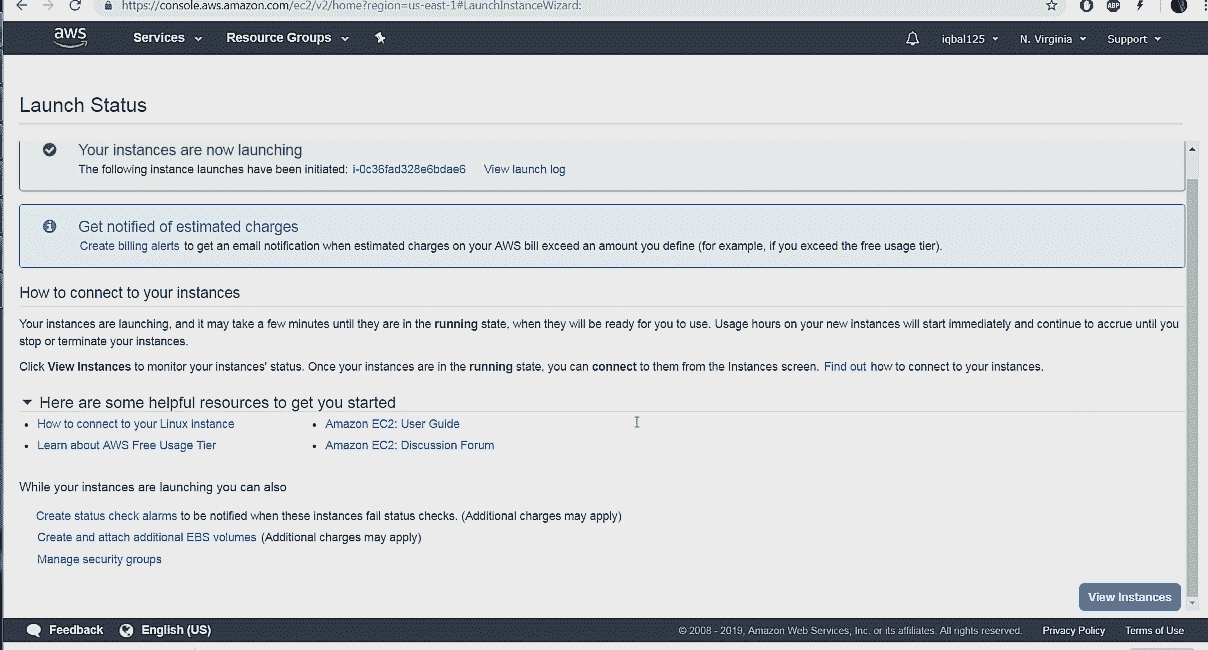 https://console.aws.amazon.com/ec2/v2/home?region=us-east-1#LaunchInstanceWizard:
ABP
aws Services Resource Groups iqbal125 N. Virginia Support
Launch Status
Your instances are now launching
The following instance launches have been initiated: i-0c36fad328e6bdae6 View launch log
Get notified of estimated charges
Create billing alerts to get an email notification when estimated charges on your AWS bill exceed an amount you define (for example, if you exceed the free usage tier).
How to connect to your instances
Your instances are launching, and it may take a few minutes until they are in the running state, when they will be ready for you to use. Usage hours on your new instances will start immediately and continue to accrue until you
stop or terminate your instances.
Click View Instances to monitor your instances' status. Once your instances are in the running state, you can connect to them from the Instances screen. Find out how to connect to your instances.
Here are some helpful resources to get you started
• How to connect to your Linux instance • Amazon EC2: User Guide
• Learn about AWS Free Usage Tier • Amazon EC2: Discussion Forum
While your instances are launching you can also
Create status check alarms to be notified when these instances fail status checks. (Additional charges may apply)
Create and attach additional EBS volumes (Additional charges may apply)
Manage security groups
View Instances
Feedback English (US) © 2008 - 2019, Amazon Web Services, Inc. or its affiliates. All rights reserved. Privacy Policy Terms of Use